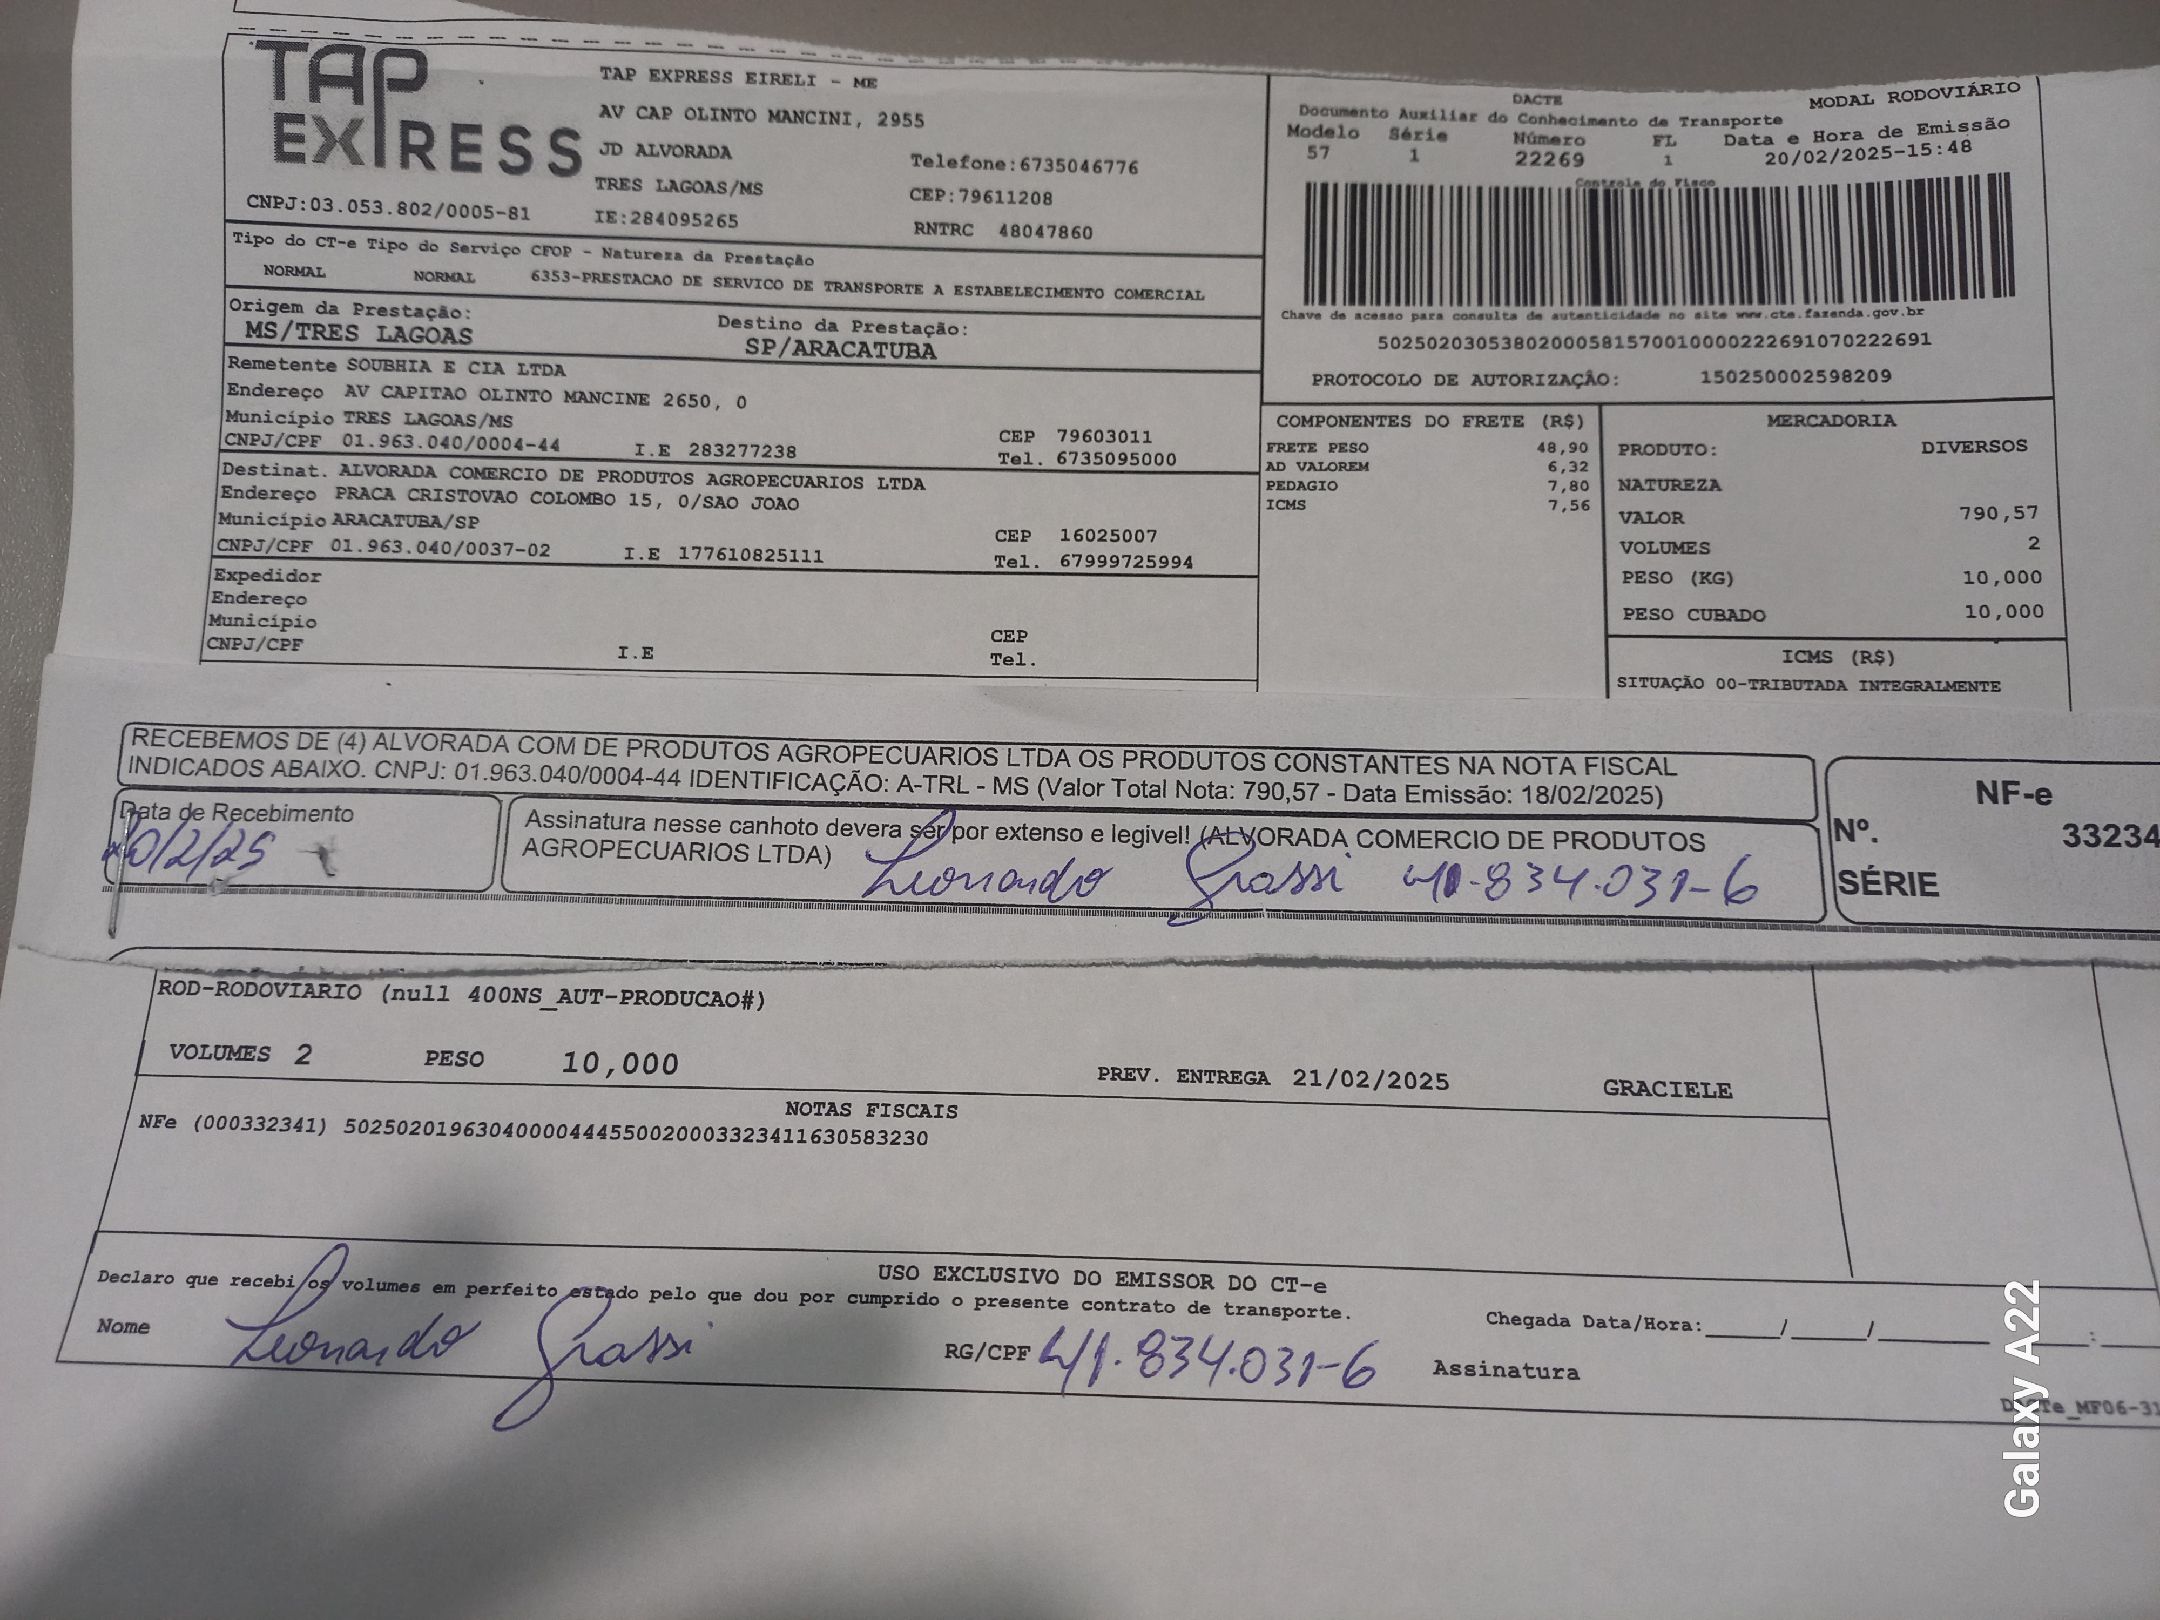 TAP EXPRESS
TAP EXPRESS EIRELI - ME
AV CAP OLINTO MANCINI, 2955
JD ALVORADA
Telefone:6735046776
TRES LAGOAS/MS
CEP:79611208
CNPJ:03.053.802/0005-81
IE:284095265
RNTRC 48047860
DACTE
MODAL RODOVIÁRIO
Documento Auxiliar do Conhecimento de Transporte
Modelo Série Número FL Data e Hora de Emissão
57 1 22269 1 20/02/2025-15:48
Controle do Fisco
Chave de acesso para consulta de autenticidade no site www.cte.fazenda.gov.br
50250203053802000581570010000222691070222691
PROTOCOLO DE AUTORIZAÇÃO: 150250002598209
Tipo do CT-e Tipo do Serviço CFOP - Natureza da Prestação
NORMAL NORMAL 6353-PRESTACAO DE SERVICO DE TRANSPORTE A ESTABELECIMENTO COMERCIAL
Origem da Prestação: Destino da Prestação:
MS/TRES LAGOAS SP/ARACATUBA
Remetente SOUBHIA E CIA LTDA
Endereço AV CAPITAO OLINTO MANCINE 2650, 0
Município TRES LAGOAS/MS CEP 79603011
CNPJ/CPF 01.963.040/0004-44 I.E 283277238 Tel. 6735095000
Destinat. ALVORADA COMERCIO DE PRODUTOS AGROPECUARIOS LTDA
Endereço PRACA CRISTOVAO COLOMBO 15, 0/SAO JOAO
Município ARACATUBA/SP CEP 16025007
CNPJ/CPF 01.963.040/0037-02 I.E 177610825111 Tel. 67999725994
Expedidor
Endereço
Município CEP
CNPJ/CPF I.E Tel.
COMPONENTES DO FRETE (R$)
FRETE PESO 48,90
AD VALOREM 6,32
PEDAGIO 7,80
ICMS 7,56
MERCADORIA
PRODUTO: DIVERSOS
NATUREZA
VALOR 790,57
VOLUMES 2
PESO (KG) 10,000
PESO CUBADO 10,000
ICMS (R$)
SITUAÇÃO 00-TRIBUTADA INTEGRALMENTE
RECEBEMOS DE (4) ALVORADA COM DE PRODUTOS AGROPECUARIOS LTDA OS PRODUTOS CONSTANTES NA NOTA FISCAL
INDICADOS ABAIXO. CNPJ: 01.963.040/0004-44 IDENTIFICAÇÃO: A-TRL - MS (Valor Total Nota: 790,57 - Data Emissão: 18/02/2025)
Data de Recebimento
20/2/25
Assinatura nesse canhoto devera ser por extenso e legivel! (ALVORADA COMERCIO DE PRODUTOS
AGROPECUARIOS LTDA)
Leonardo Grassi 41.834.031-6
NF-e
Nº. 33234
SÉRIE
ROD-RODOVIARIO (null 400NS_AUT-PRODUCAO#)
VOLUMES 2 PESO 10,000 PREV. ENTREGA 21/02/2025 GRACIELE
NOTAS FISCAIS
NFe (000332341) 50250201963040000444550020003323411630583230
USO EXCLUSIVO DO EMISSOR DO CT-e
Declaro que recebi os volumes em perfeito estado pelo que dou por cumprido o presente contrato de transporte.
Chegada Data/Hora:_____/_____/_________ _____:_____
Nome Leonardo Grassi RG/CPF 41.834.031-6 Assinatura
Galaxy A22